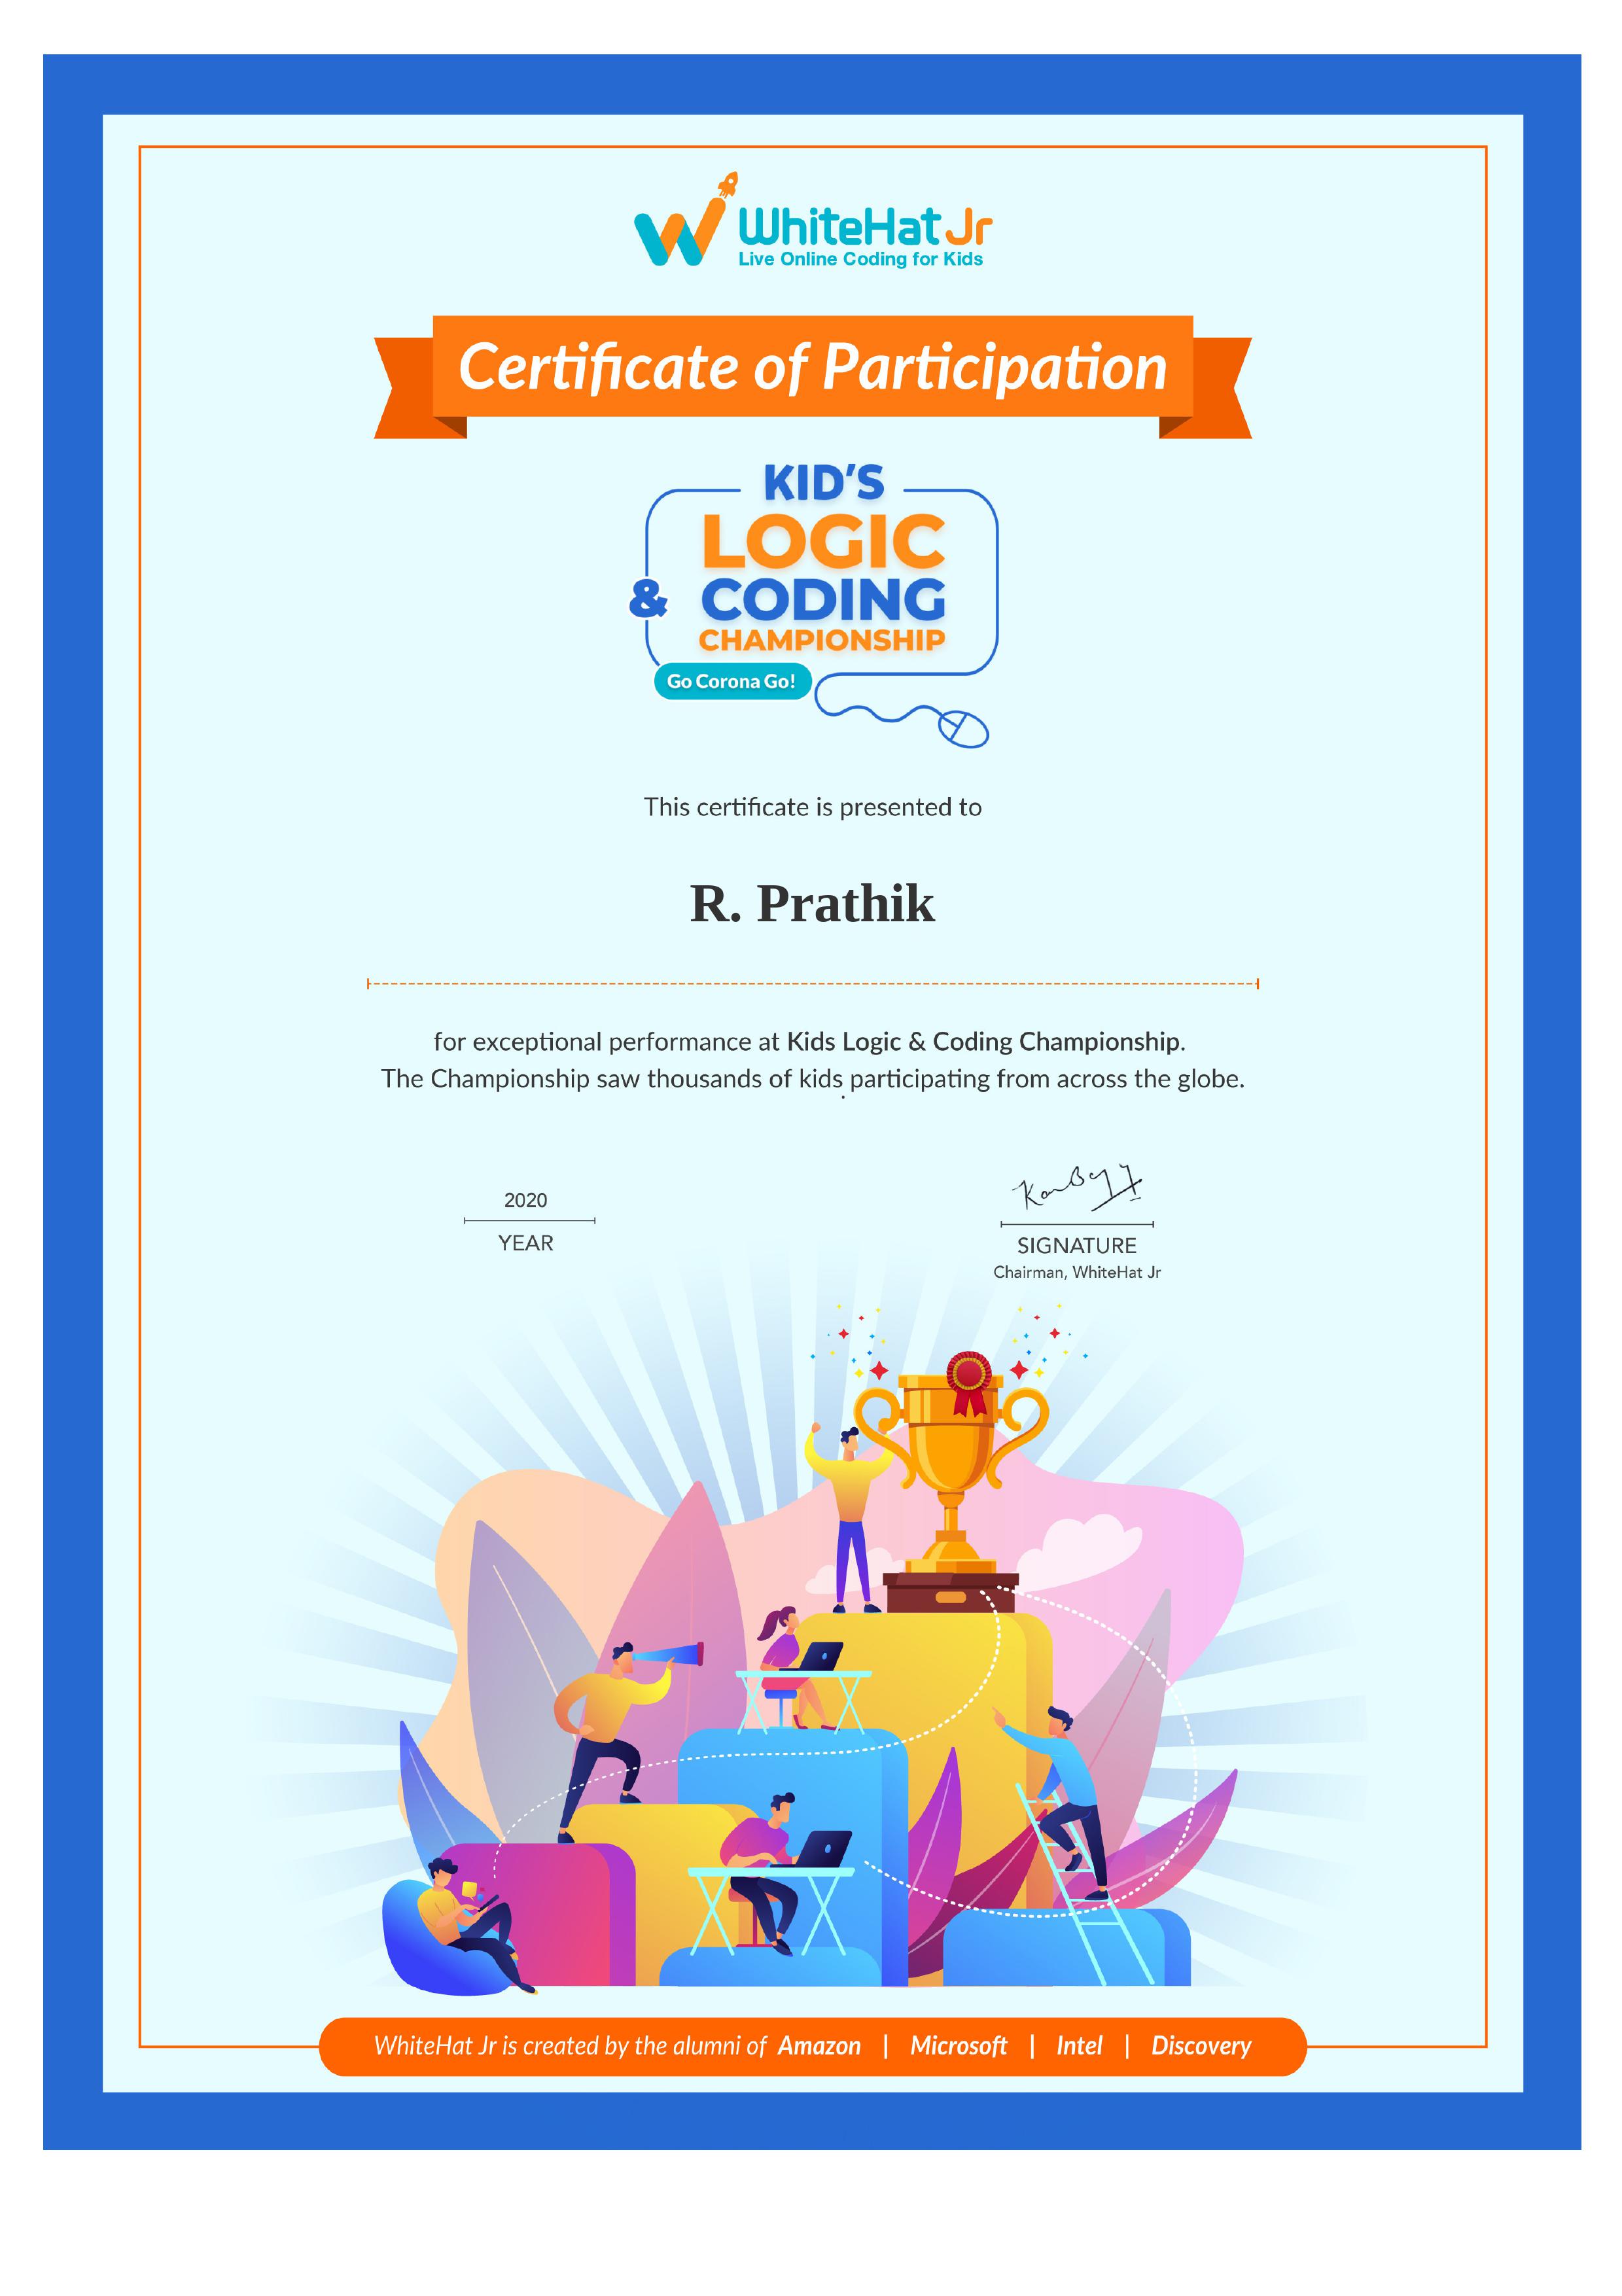 WhiteHat Jr
Live Online Coding for Kids
Certificate of Participation
KID'S
LOGIC
& CODING
CHAMPIONSHIP
Go Corona Go!
This certificate is presented to
R. Prathik
for exceptional performance at Kids Logic & Coding Championship.
The Championship saw thousands of kids participating from across the globe.
.
2020
YEAR
SIGNATURE
Chairman, WhiteHat Jr
WhiteHat Jr is created by the alumni of Amazon | Microsoft | Intel | Discovery